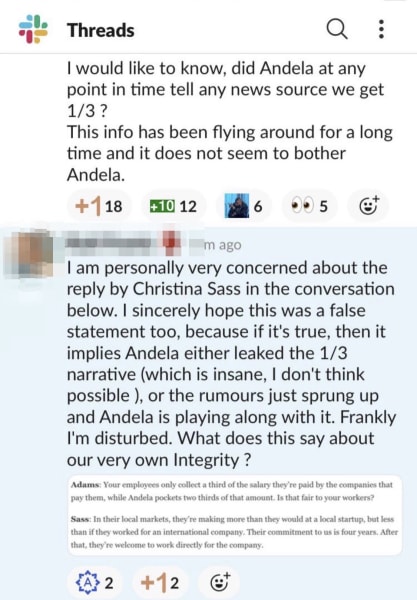 Threads
I would like to know, did Andela at any
point in time tell any news source we get
1/3 ?
This info has been flying around for a long
time and it does not seem to bother
Andela.
+1 18 +10 12 6 5
m ago
I am personally very concerned about the
reply by Christina Sass in the conversation
below. I sincerely hope this was a false
statement too, because if it's true, then it
implies Andela either leaked the 1/3
narrative (which is insane, I don't think
possible ), or the rumours just sprung up
and Andela is playing along with it. Frankly
I'm disturbed. What does this say about
our very own Integrity ?
Adams: Your employees only collect a third of the salary they're paid by the companies that
pay them, while Andela pockets two thirds of that amount. Is that fair to your workers?
Sass: In their local markets, they're making more than they would at a local startup, but less
than if they worked for an international company. Their commitment to us is four years. After
that, they're welcome to work directly for the company.
A 2 +1 2